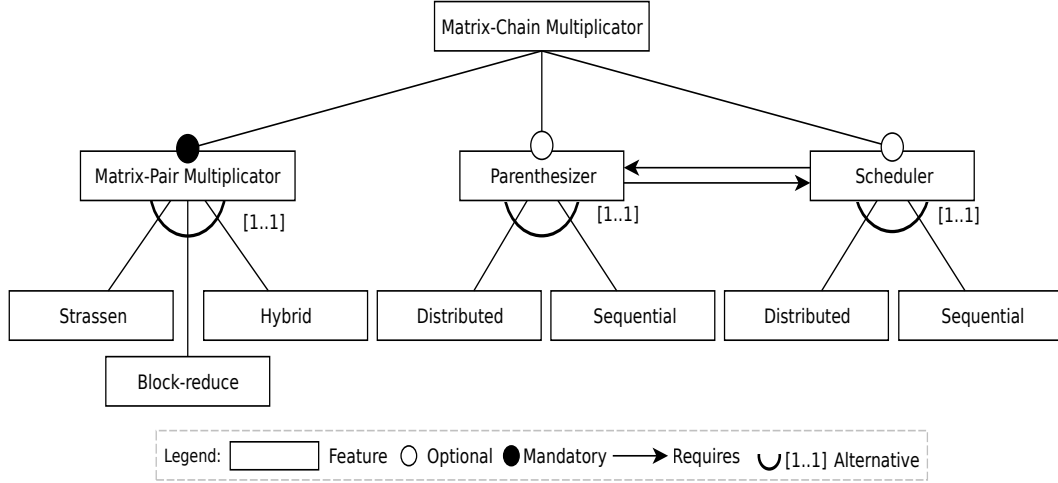 Matrix-Chain Multiplicator
Matrix-Pair Multiplicator
Parenthesizer
Scheduler
[1..1]
[1..1]
[1..1]
Strassen
Hybrid
Distributed
Sequential
Distributed
Sequential
Block-reduce
Legend: Feature Optional Mandatory Requires [1..1] Alternative